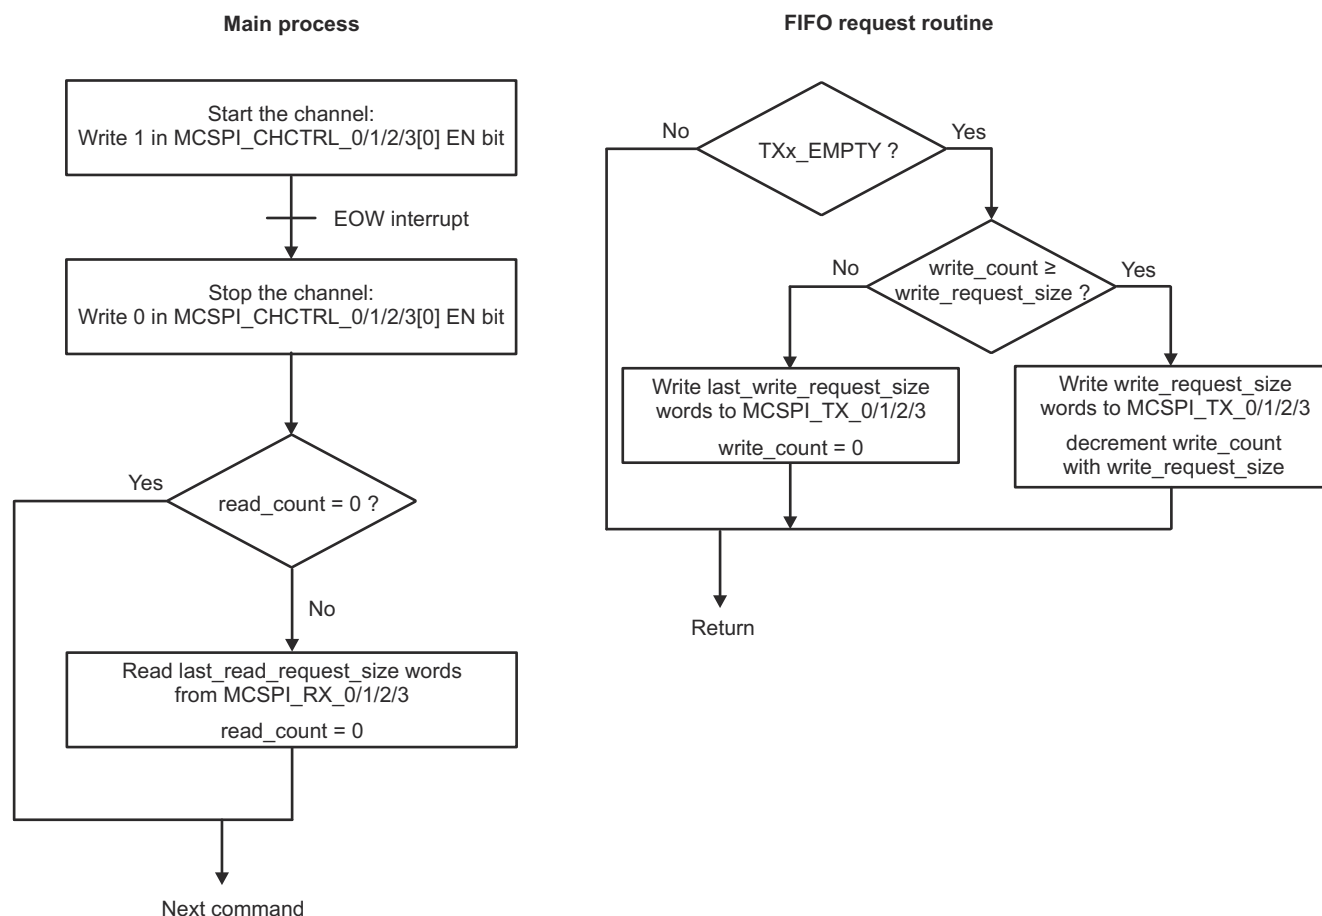 Main process
Start the channel:
Write 1 in MCSPI_CHCTRL_0/1/2/3[0] EN bit
EOW interrupt
Stop the channel:
Write 0 in MCSPI_CHCTRL_0/1/2/3[0] EN bit
Yes
read_count = 0 ?
No
Read last_read_request_size words
from MCSPI_RX_0/1/2/3
read_count = 0
Next command
FIFO request routine
No
Yes
TXx_EMPTY ?
No
write_count ≥
write_request_size ?
Yes
Write last_write_request_size
words to MCSPI_TX_0/1/2/3
write_count = 0
Write write_request_size
words to MCSPI_TX_0/1/2/3
decrement write_count
with write_request_size
Return